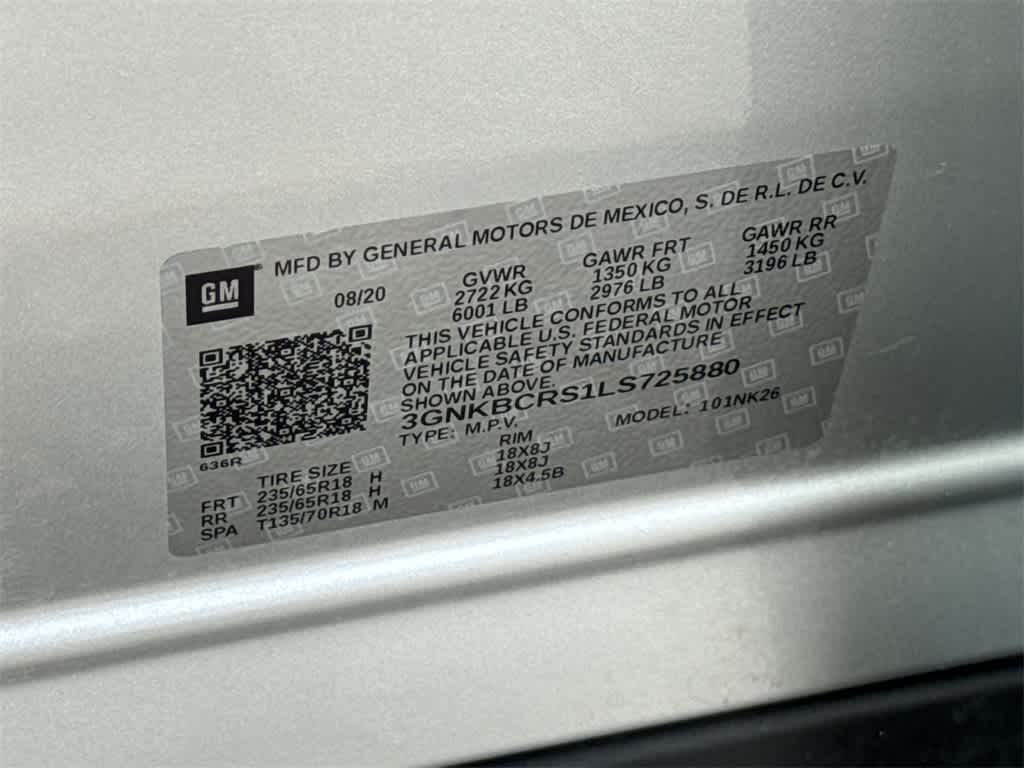 MFD BY GENERAL MOTORS DE MEXICO, S. DE R.L. DE C.V.
GM
08/20
GVWR GAWR FRT GAWR RR
2722 KG 1350 KG 1450 KG
6001 LB 2976 LB 3196 LB
THIS VEHICLE CONFORMS TO ALL
APPLICABLE U.S. FEDERAL MOTOR
VEHICLE SAFETY STANDARDS IN EFFECT
ON THE DATE OF MANUFACTURE
SHOWN ABOVE.
3GNKBCRS1LS725880
TYPE: M.P.V. MODEL: 101NK26
636R
TIRE SIZE RIM
FRT 235/65R18 H 18X8J
RR 235/65R18 H 18X8J
SPA T135/70R18 M 18X4.5B